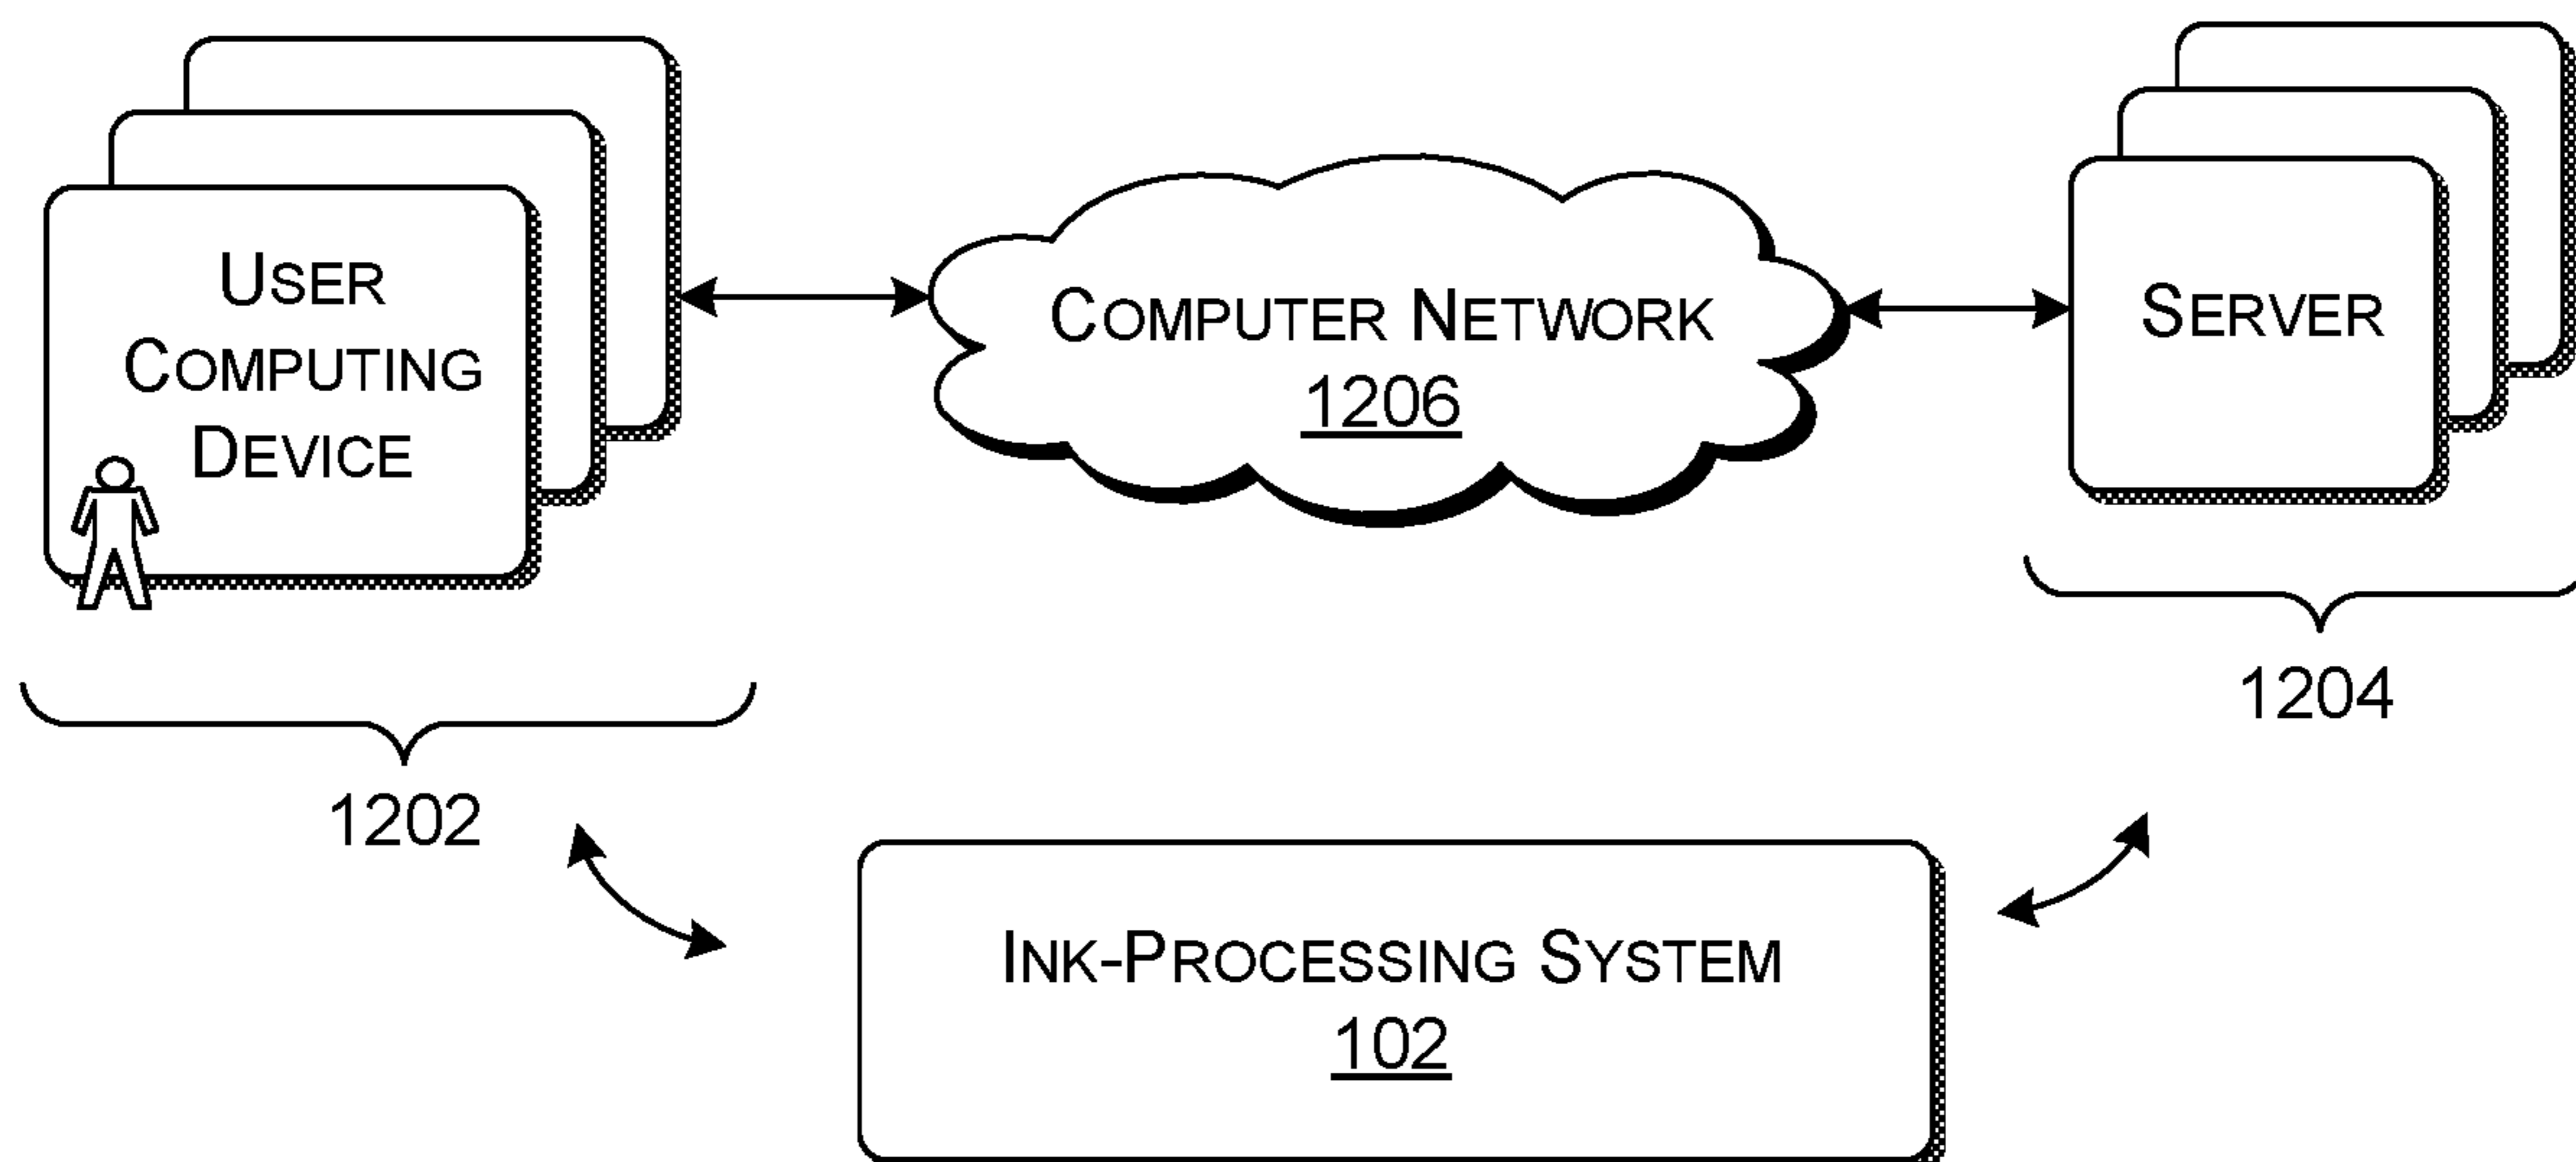 USER
COMPUTING
DEVICE
COMPUTER NETWORK
1206
SERVER
1202
1204
INK-PROCESSING SYSTEM
102